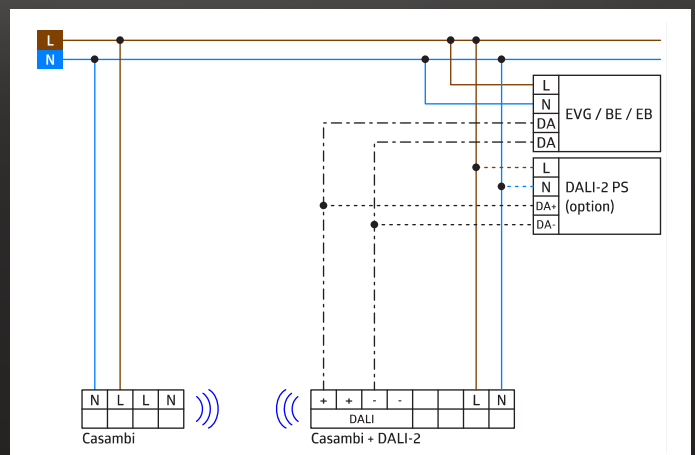 L
N
L
N
EVG / BE / EB
DA
DA
L
N
DALI-2 PS
DA+
(option)
DA-
N L L N
+ + - - L N
DALI
Casambi
Casambi + DALI-2